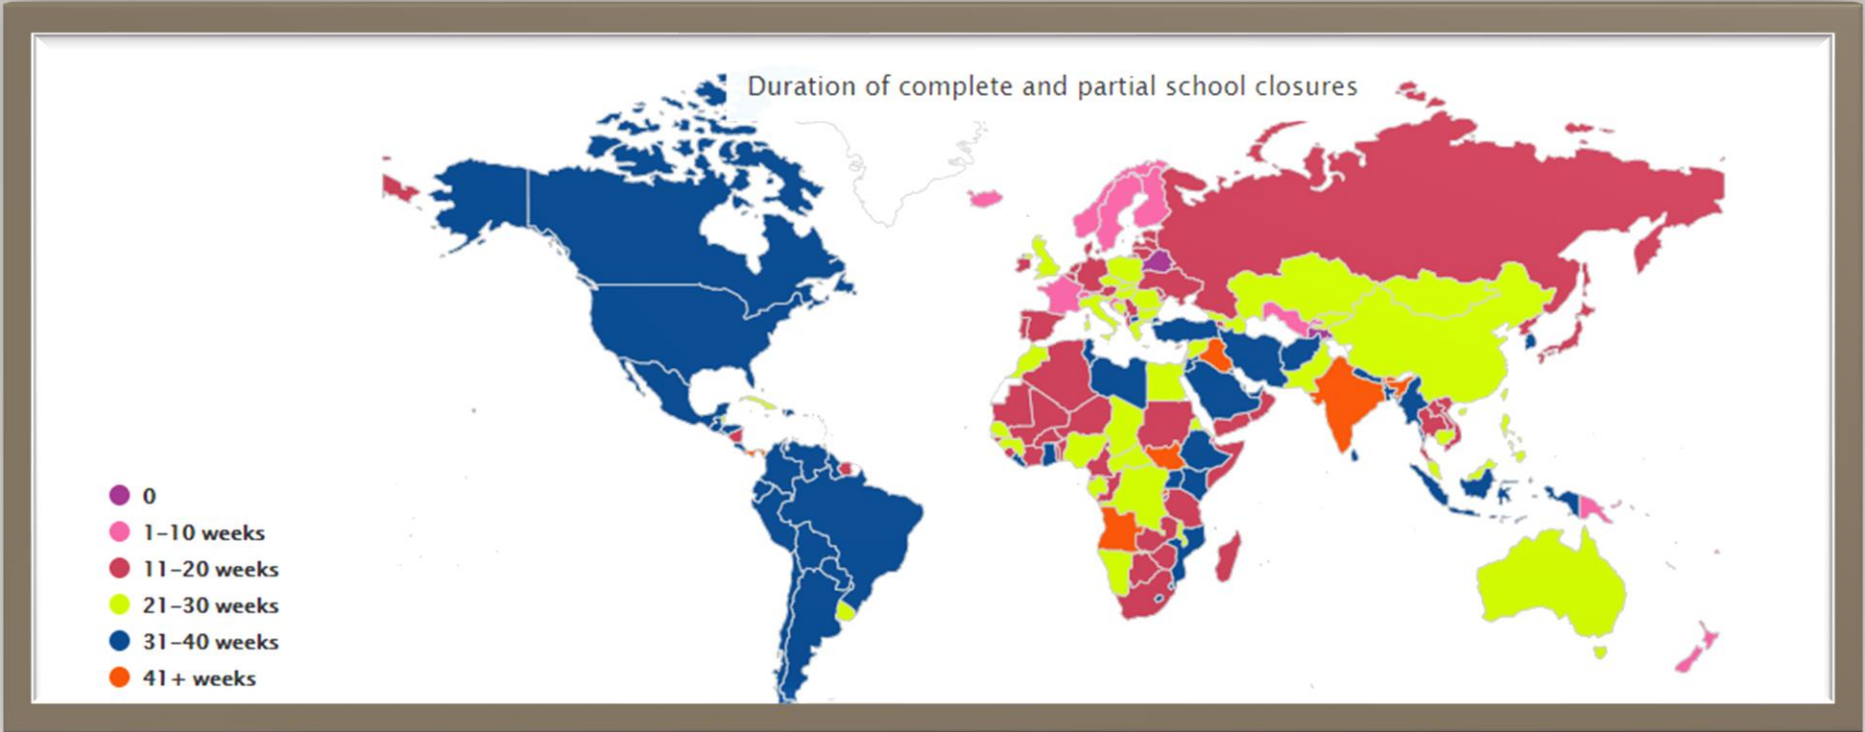 Duration of complete and partial school closures
0
1–10 weeks
11–20 weeks
21–30 weeks
31–40 weeks
41+ weeks